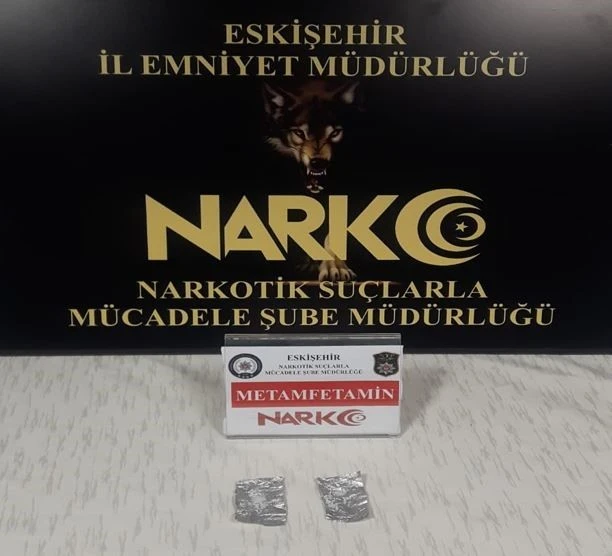 ESKİŞEHİR
İL EMNİYET MÜDÜRLÜĞÜ
NARKO
NARKOTİK SUÇLARLA
MÜCADELE ŞUBE MÜDÜRLÜĞÜ
ESKİŞEHİR
NARKOTİK SUÇLARLA
MÜCADELE ŞUBE MÜDÜRLÜĞÜ
METAMFETAMİN
NARKO